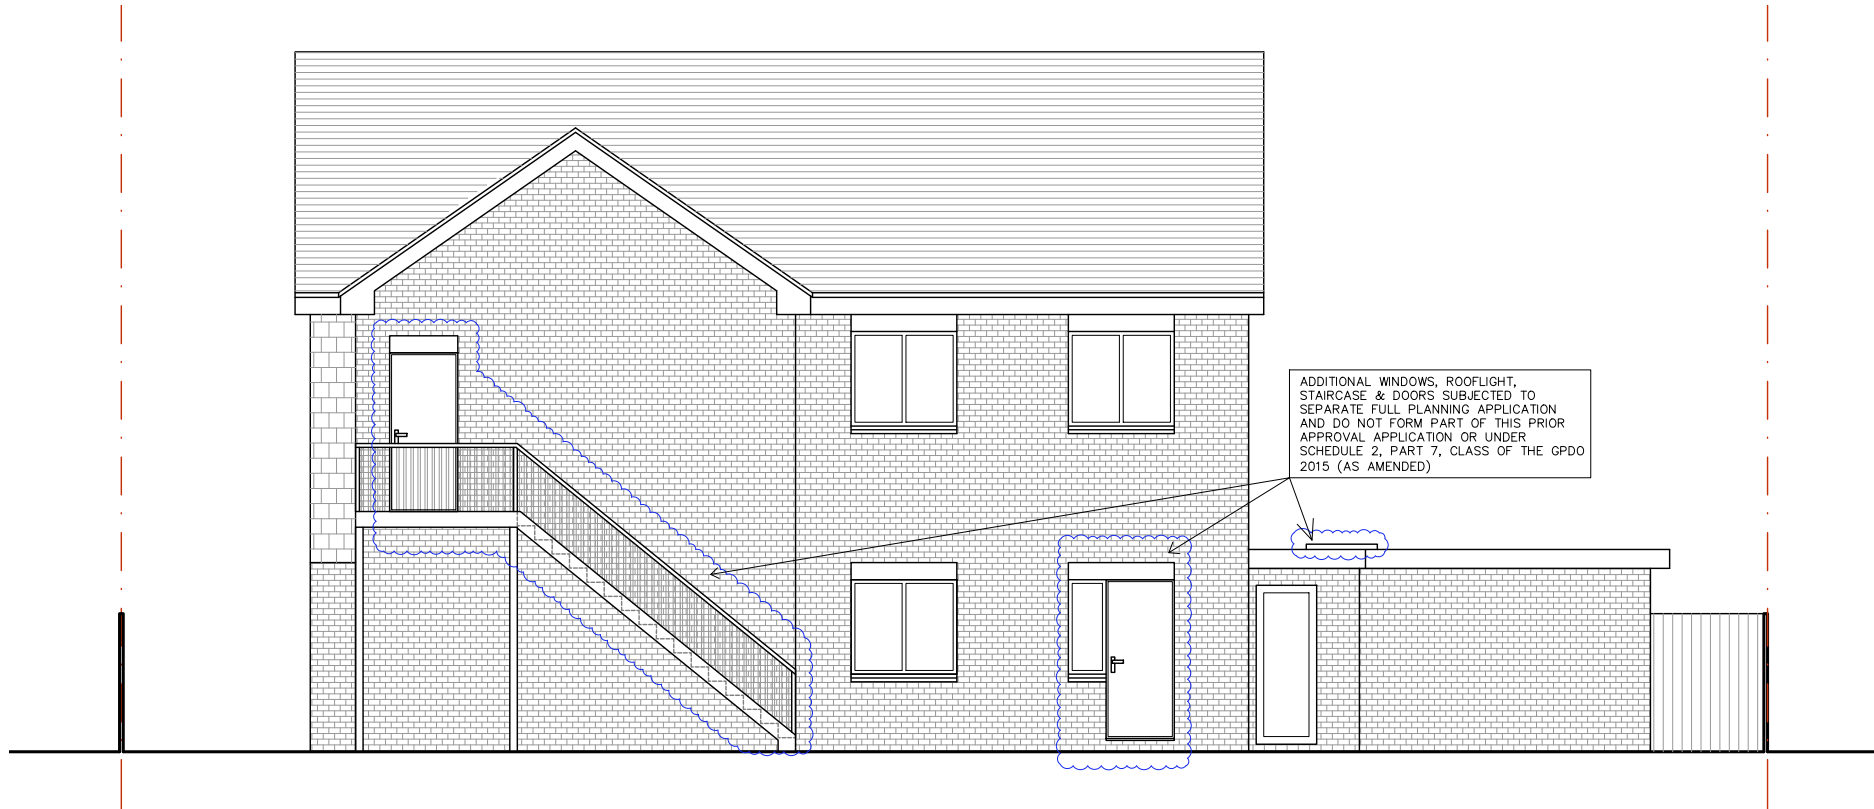 ADDITIONAL WINDOWS, ROOFLIGHT,
STAIRCASE & DOORS SUBJECTED TO
SEPARATE FULL PLANNING APPLICATION
AND DO NOT FORM PART OF THIS PRIOR
APPROVAL APPLICATION OR UNDER
SCHEDULE 2, PART 7, CLASS OF THE GPDO
2015 (AS AMENDED)